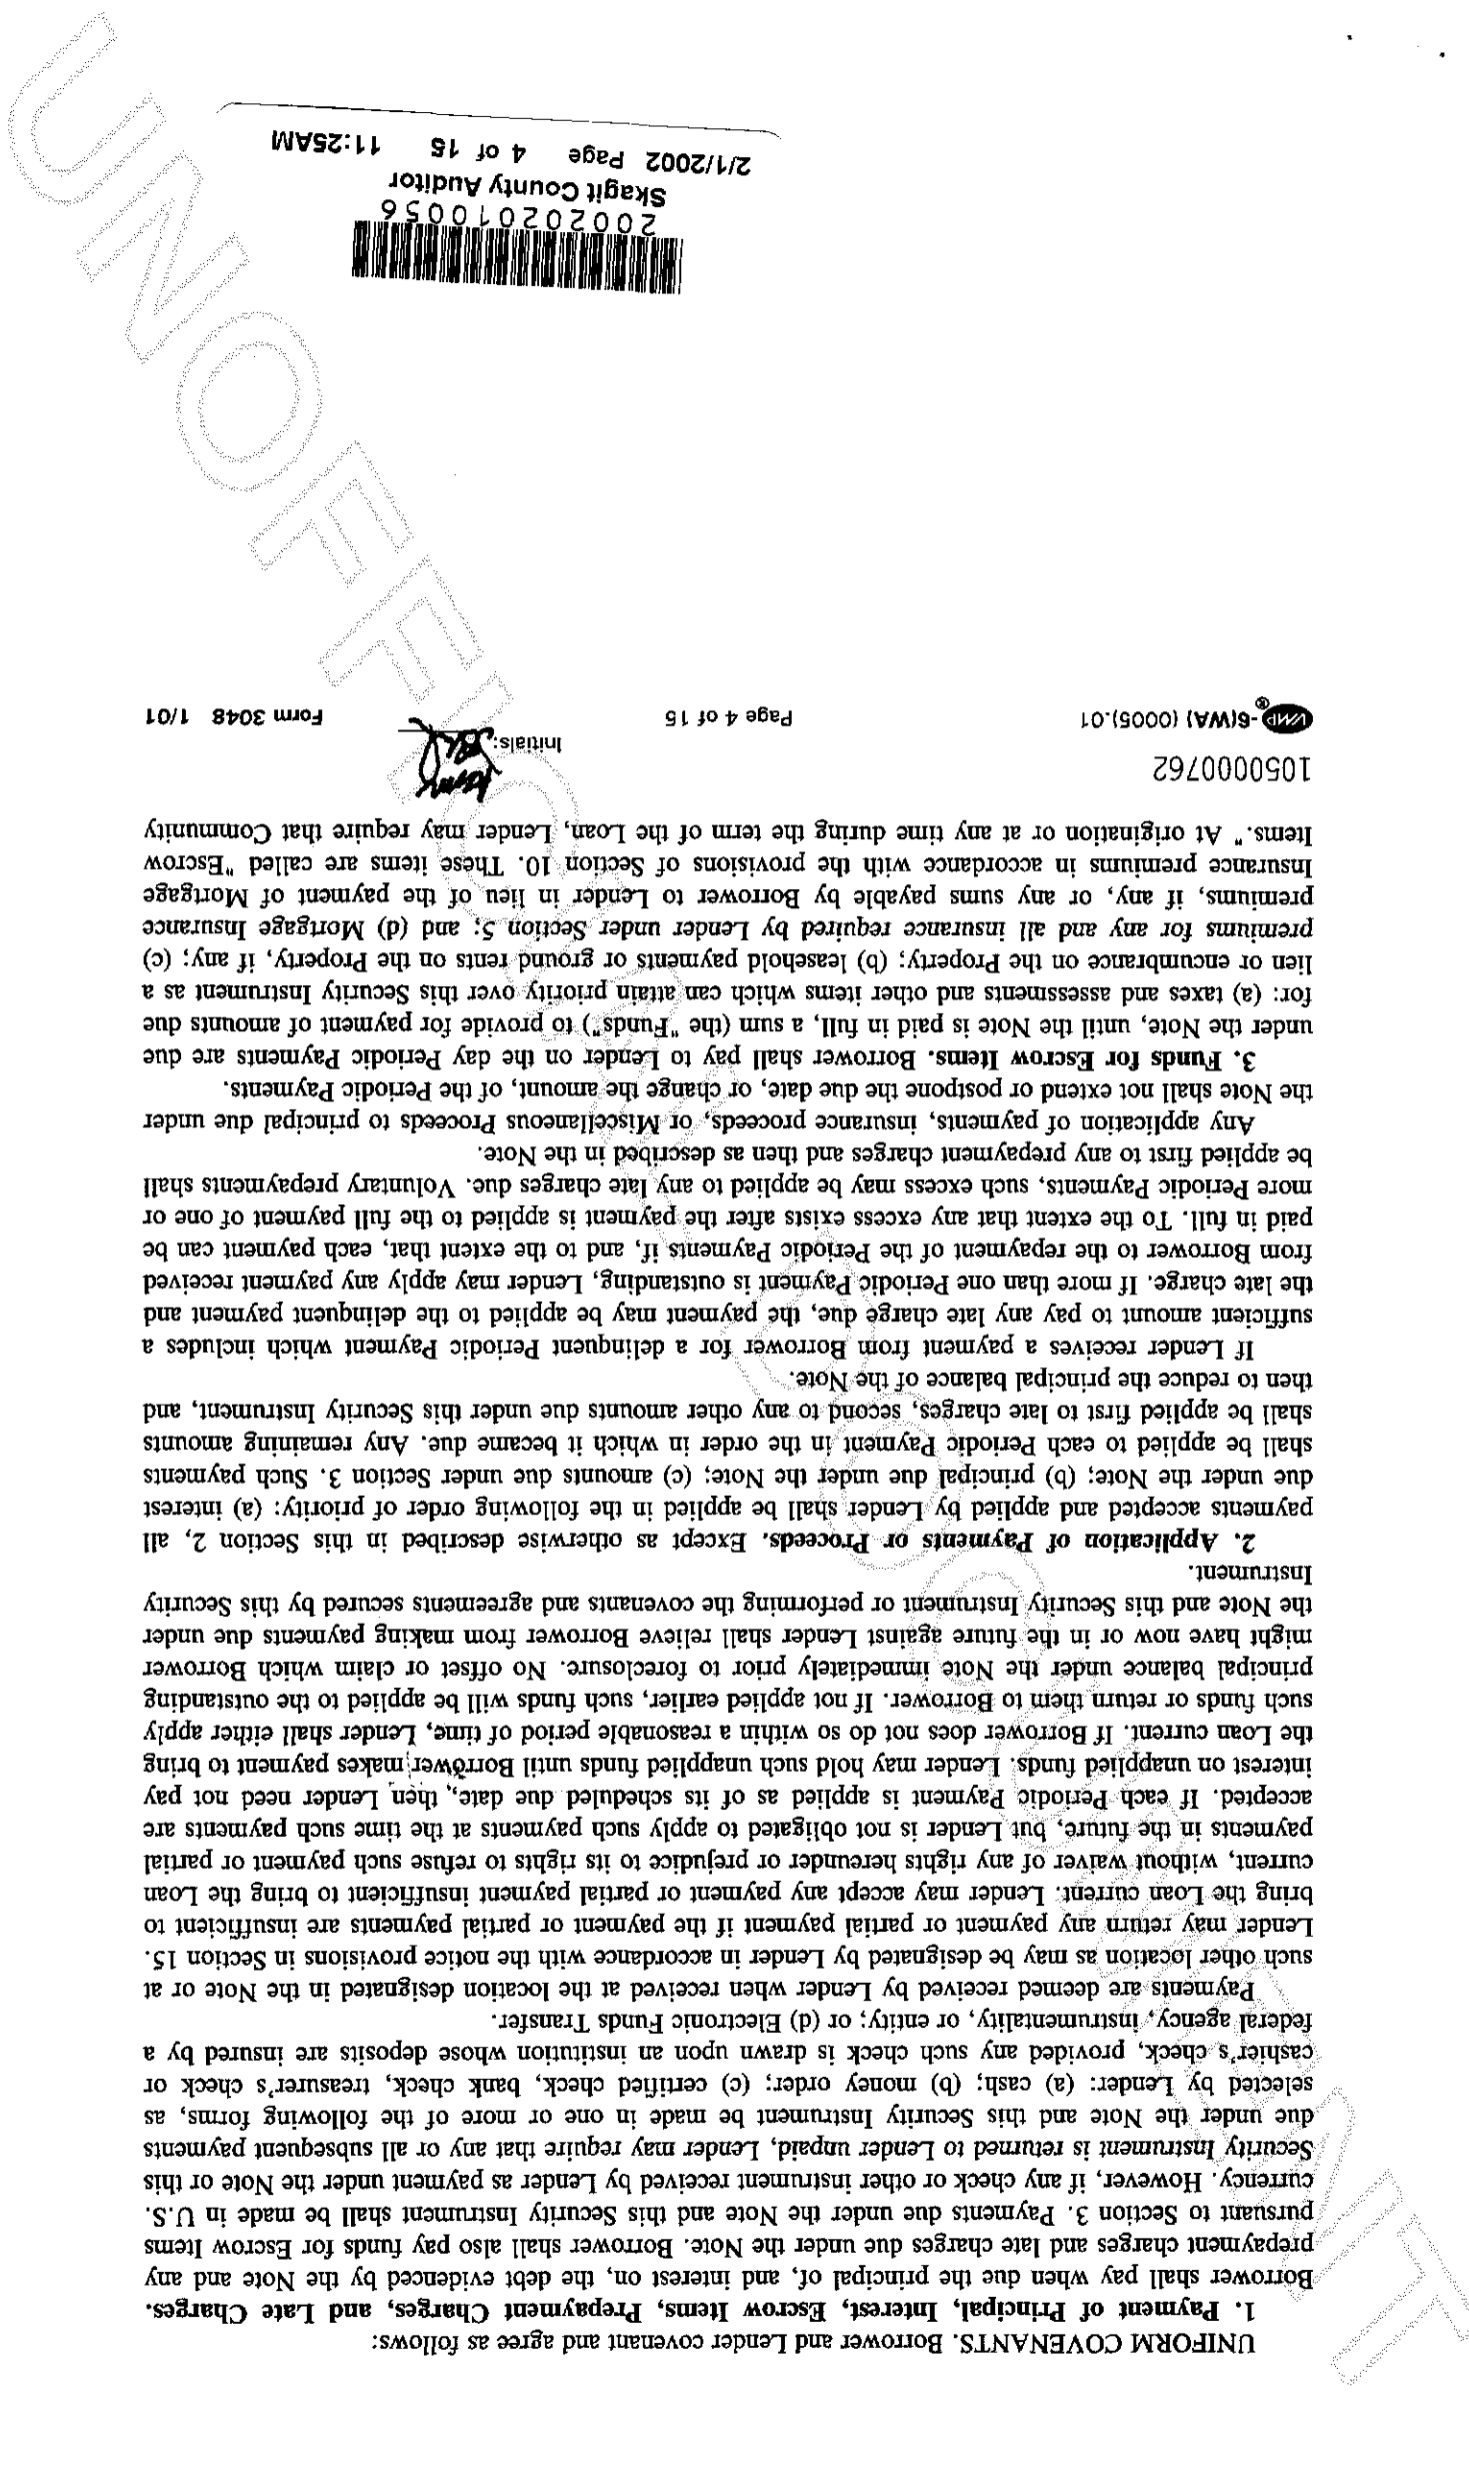 UNIFORM COVENANTS. Borrower and Lender covenant and agree as follows:
1. Payment of Principal, Interest, Escrow Items, Prepayment Charges, and Late Charges.
Borrower shall pay when due the principal of, and interest on, the debt evidenced by the Note and any
prepayment charges and late charges due under the Note. Borrower shall also pay funds for Escrow Items
pursuant to Section 3. Payments due under the Note and this Security Instrument shall be made in U.S.
currency. However, if any check or other instrument received by Lender as payment under the Note or this
Security Instrument is returned to Lender unpaid, Lender may require that any or all subsequent payments
due under the Note and this Security Instrument be made in one or more of the following forms, as
selected by Lender: (a) cash; (b) money order; (c) certified check, bank check, treasurer's check or
cashier's check, provided any such check is drawn upon an institution whose deposits are insured by a
federal agency, instrumentality, or entity; or (d) Electronic Funds Transfer.
Payments are deemed received by Lender when received at the location designated in the Note or at
such other location as may be designated by Lender in accordance with the notice provisions in Section 15.
Lender may return any payment or partial payment if the payment or partial payments are insufficient to
bring the Loan current. Lender may accept any payment or partial payment insufficient to bring the Loan
current, without waiver of any rights hereunder or prejudice to its rights to refuse such payment or partial
payments in the future, but Lender is not obligated to apply such payments at the time such payments are
accepted. If each Periodic Payment is applied as of its scheduled due date, then Lender need not pay
interest on unapplied funds. Lender may hold such unapplied funds until Borrower makes payment to bring
the Loan current. If Borrower does not do so within a reasonable period of time, Lender shall either apply
such funds or return them to Borrower. If not applied earlier, such funds will be applied to the outstanding
principal balance under the Note immediately prior to foreclosure. No offset or claim which Borrower
might have now or in the future against Lender shall relieve Borrower from making payments due under
the Note and this Security Instrument or performing the covenants and agreements secured by this Security
Instrument.
2. Application of Payments or Proceeds. Except as otherwise described in this Section 2, all
payments accepted and applied by Lender shall be applied in the following order of priority: (a) interest
due under the Note; (b) principal due under the Note; (c) amounts due under Section 3. Such payments
shall be applied to each Periodic Payment in the order in which it became due. Any remaining amounts
shall be applied first to late charges, second to any other amounts due under this Security Instrument, and
then to reduce the principal balance of the Note.
If Lender receives a payment from Borrower for a delinquent Periodic Payment which includes a
sufficient amount to pay any late charge due, the payment may be applied to the delinquent payment and
the late charge. If more than one Periodic Payment is outstanding, Lender may apply any payment received
from Borrower to the repayment of the Periodic Payments if, and to the extent that, each payment can be
paid in full. To the extent that any excess exists after the payment is applied to the full payment of one or
more Periodic Payments, such excess may be applied to any late charges due. Voluntary prepayments shall
be applied first to any prepayment charges and then as described in the Note.
Any application of payments, insurance proceeds, or Miscellaneous Proceeds to principal due under
the Note shall not extend or postpone the due date, or change the amount, of the Periodic Payments.
3. Funds for Escrow Items. Borrower shall pay to Lender on the day Periodic Payments are due
under the Note, until the Note is paid in full, a sum (the "Funds") to provide for payment of amounts due
for: (a) taxes and assessments and other items which can attain priority over this Security Instrument as a
lien or encumbrance on the Property; (b) leasehold payments or ground rents on the Property, if any; (c)
premiums for any and all insurance required by Lender under Section 5; and (d) Mortgage Insurance
premiums, if any, or any sums payable by Borrower to Lender in lieu of the payment of Mortgage
Insurance premiums in accordance with the provisions of Section 10. These items are called "Escrow
Items." At origination or at any time during the term of the Loan, Lender may require that Community
1050000762
Initials:
VMP®-6(WA) (0005).01 Page 4 of 15 Form 3048 1/01
200202010056
Skagit County Auditor
2/1/2002 Page 4 of 15 11:25AM
UNOFFICIAL DOCUMENT